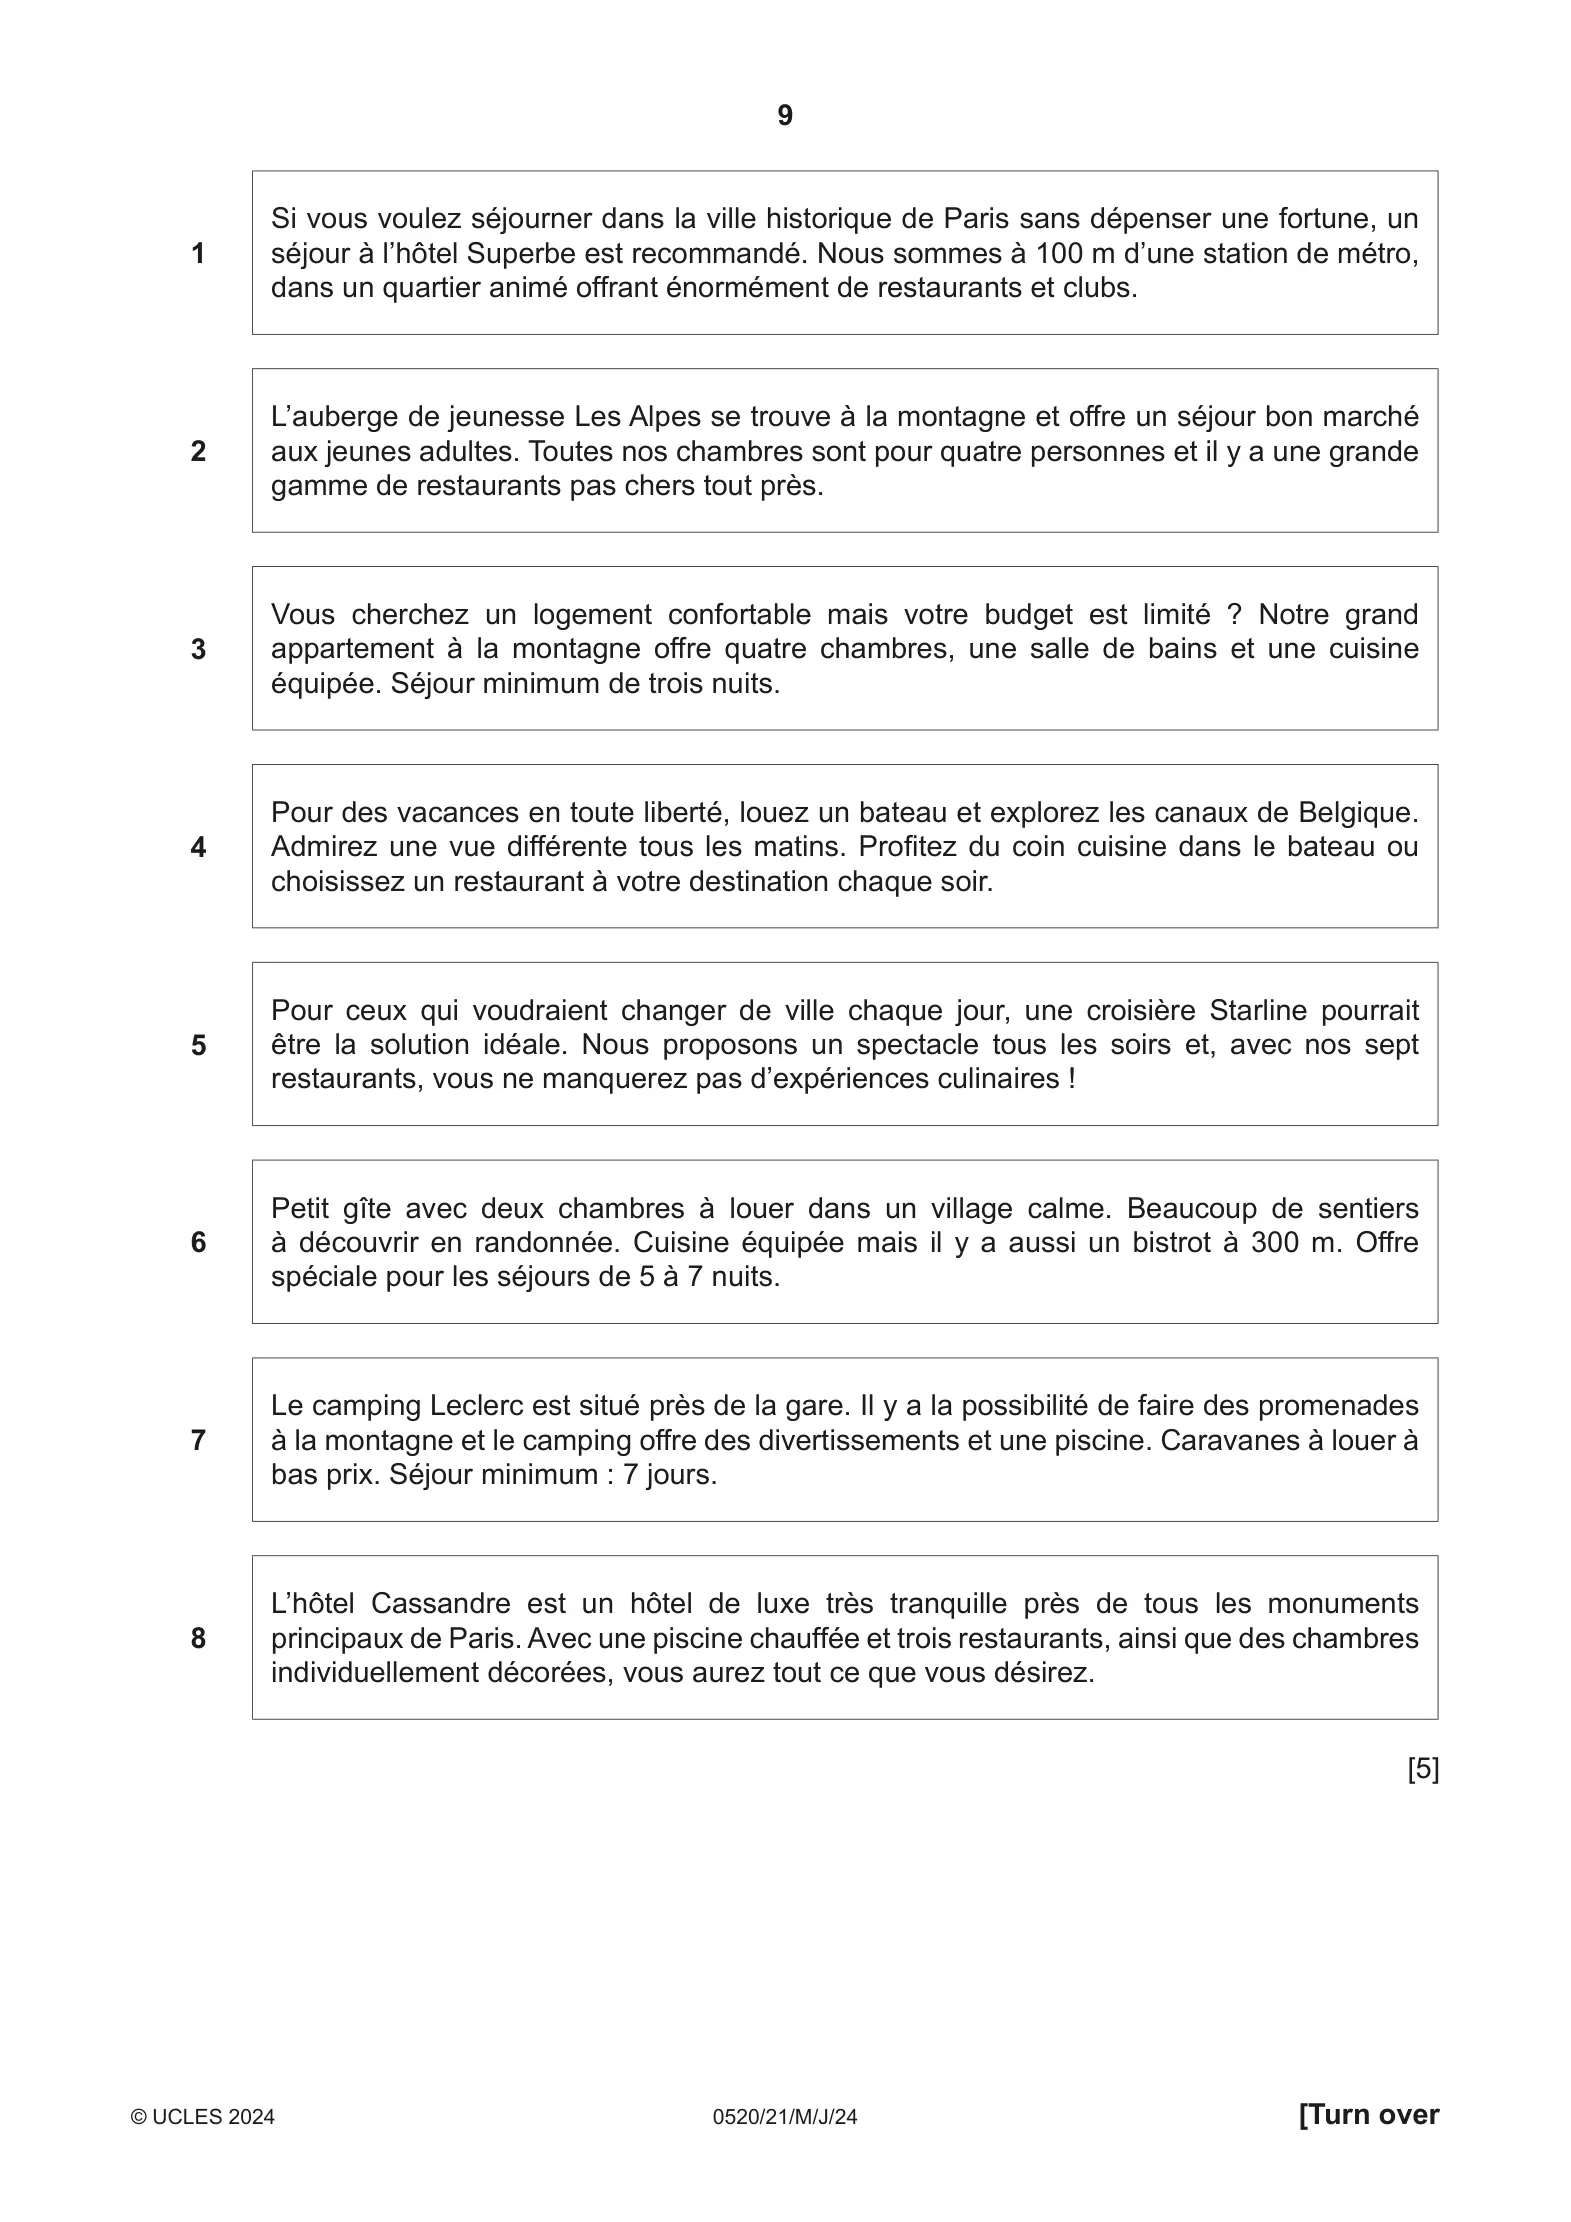 9
1
Si vous voulez séjourner dans la ville historique de Paris sans dépenser une fortune, un
séjour à l’hôtel Superbe est recommandé. Nous sommes à 100 m d’une station de métro,
dans un quartier animé offrant énormément de restaurants et clubs.
2
L’auberge de jeunesse Les Alpes se trouve à la montagne et offre un séjour bon marché
aux jeunes adultes. Toutes nos chambres sont pour quatre personnes et il y a une grande
gamme de restaurants pas chers tout près.
3
Vous cherchez un logement confortable mais votre budget est limité ? Notre grand
appartement à la montagne offre quatre chambres, une salle de bains et une cuisine
équipée. Séjour minimum de trois nuits.
4
Pour des vacances en toute liberté, louez un bateau et explorez les canaux de Belgique.
Admirez une vue différente tous les matins. Profitez du coin cuisine dans le bateau ou
choisissez un restaurant à votre destination chaque soir.
5
Pour ceux qui voudraient changer de ville chaque jour, une croisière Starline pourrait
être la solution idéale. Nous proposons un spectacle tous les soirs et, avec nos sept
restaurants, vous ne manquerez pas d’expériences culinaires !
6
Petit gîte avec deux chambres à louer dans un village calme. Beaucoup de sentiers
à découvrir en randonnée. Cuisine équipée mais il y a aussi un bistrot à 300 m. Offre
spéciale pour les séjours de 5 à 7 nuits.
7
Le camping Leclerc est situé près de la gare. Il y a la possibilité de faire des promenades
à la montagne et le camping offre des divertissements et une piscine. Caravanes à louer à
bas prix. Séjour minimum : 7 jours.
8
L’hôtel Cassandre est un hôtel de luxe très tranquille près de tous les monuments
principaux de Paris. Avec une piscine chauffée et trois restaurants, ainsi que des chambres
individuellement décorées, vous aurez tout ce que vous désirez.
[5]
© UCLES 2024
0520/21/M/J/24
[Turn over